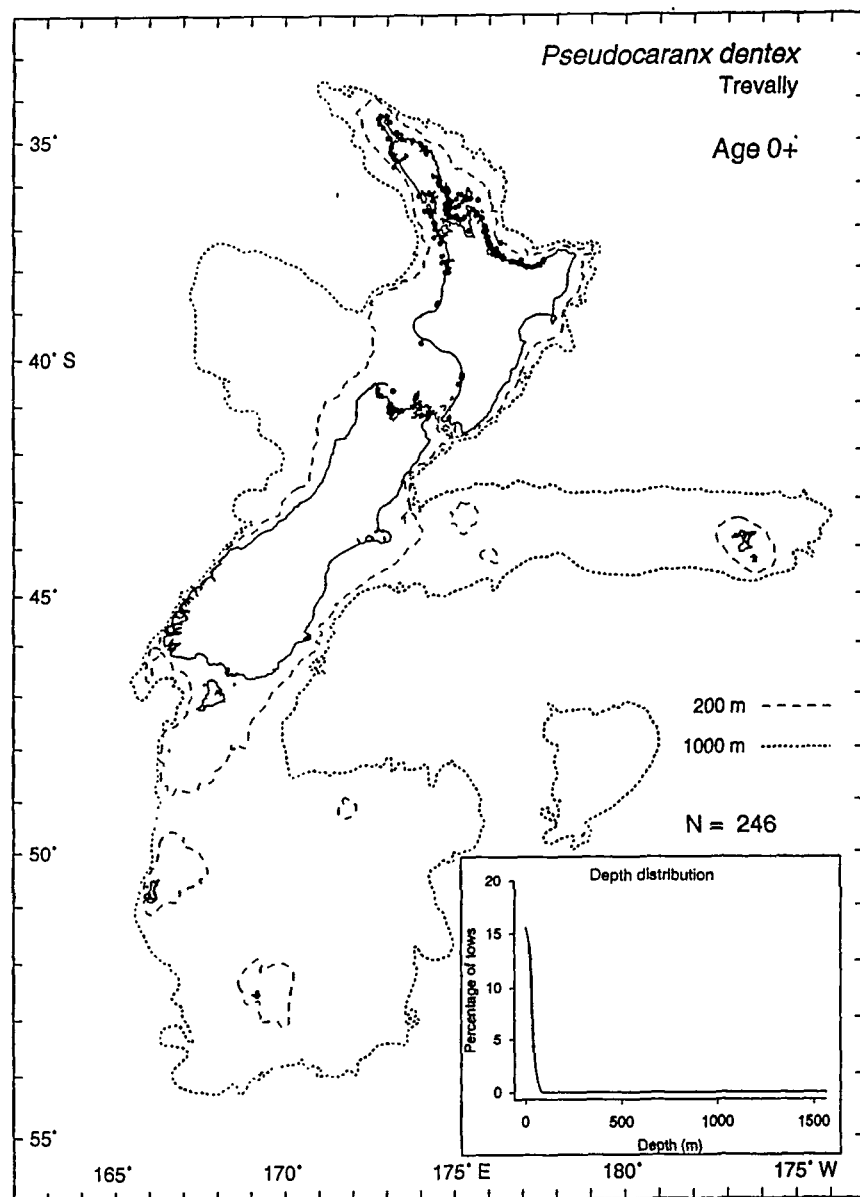 Pseudocaranx dentex
Trevally
Age 0+
35°
40° S
45°
50°
55°
200 m
1000 m
N = 246
Depth distribution
20
15
10
5
0
Percentage of tows
0 500 1000 1500
Depth (m)
165° 170° 175° E 180° 175° W